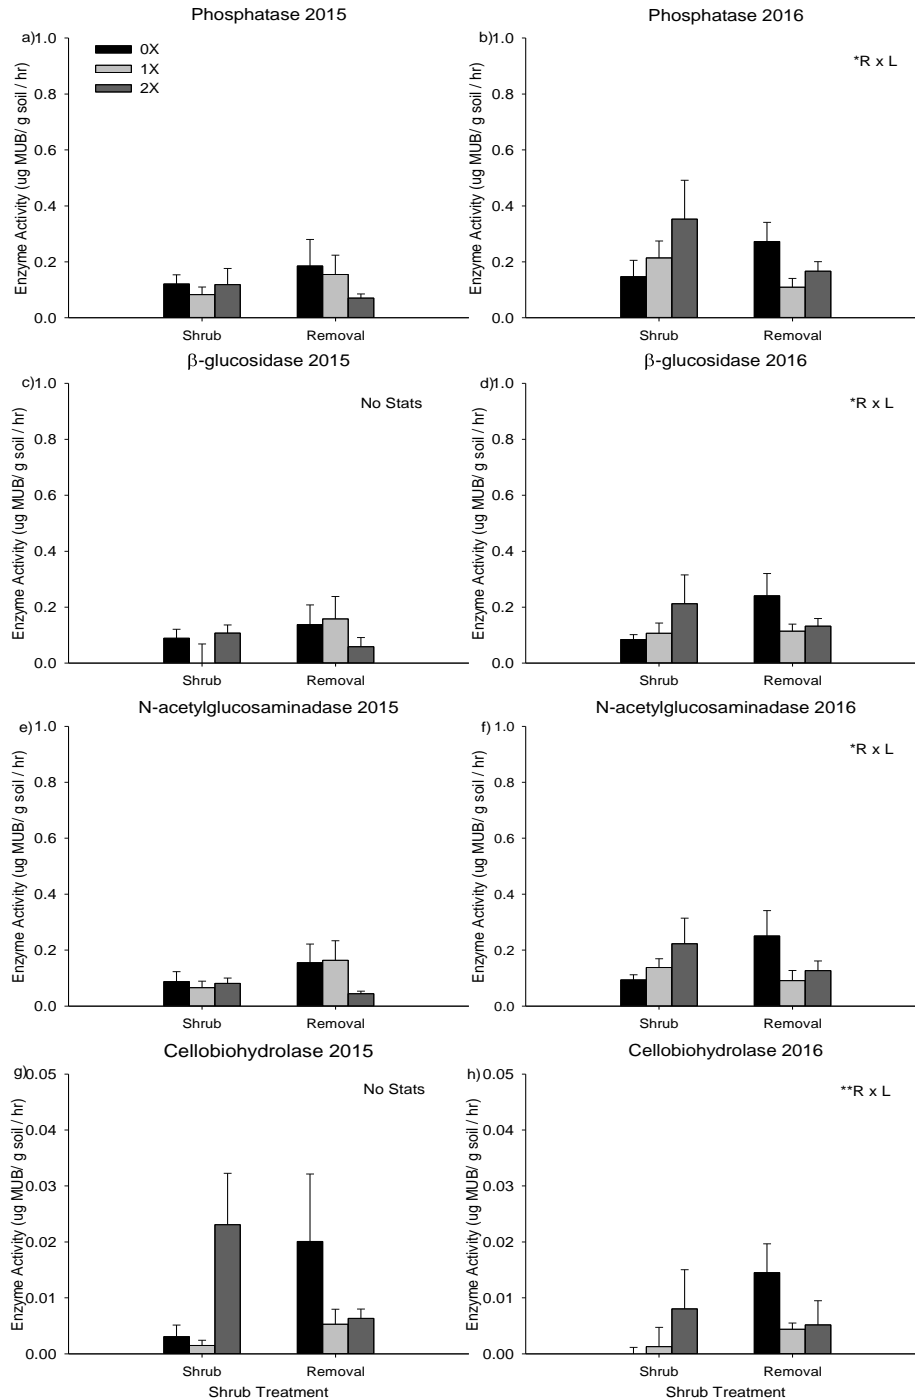 Phosphatase 2015
a)
1.0
0.8
0.6
0.4
0.2
0.0
Enzyme Activity (ug MUB/ g soil / hr)
0X
1X
2X
Shrub
Removal
Phosphatase 2016
b)
1.0
0.8
0.6
0.4
0.2
0.0
Enzyme Activity (ug MUB/ g soil / hr)
*R x L
Shrub
Removal
β-glucosidase 2015
c)
1.0
0.8
0.6
0.4
0.2
0.0
Enzyme Activity (ug MUB/ g soil / hr)
No Stats
Shrub
Removal
β-glucosidase 2016
d)
1.0
0.8
0.6
0.4
0.2
0.0
Enzyme Activity (ug MUB/ g soil / hr)
*R x L
Shrub
Removal
N-acetylglucosaminadase 2015
e)
1.0
0.8
0.6
0.4
0.2
0.0
Enzyme Activity (ug MUB/ g soil / hr)
Shrub
Removal
N-acetylglucosaminadase 2016
f)
1.0
0.8
0.6
0.4
0.2
0.0
Enzyme Activity (ug MUB/ g soil / hr)
*R x L
Shrub
Removal
Cellobiohydrolase 2015
g)
0.05
0.04
0.03
0.02
0.01
0.00
Enzyme Activity (ug MUB/ g soil / hr)
No Stats
Shrub
Removal
Shrub Treatment
Cellobiohydrolase 2016
h)
0.05
0.04
0.03
0.02
0.01
0.00
Enzyme Activity (ug MUB/ g soil / hr)
**R x L
Shrub
Removal
Shrub Treatment